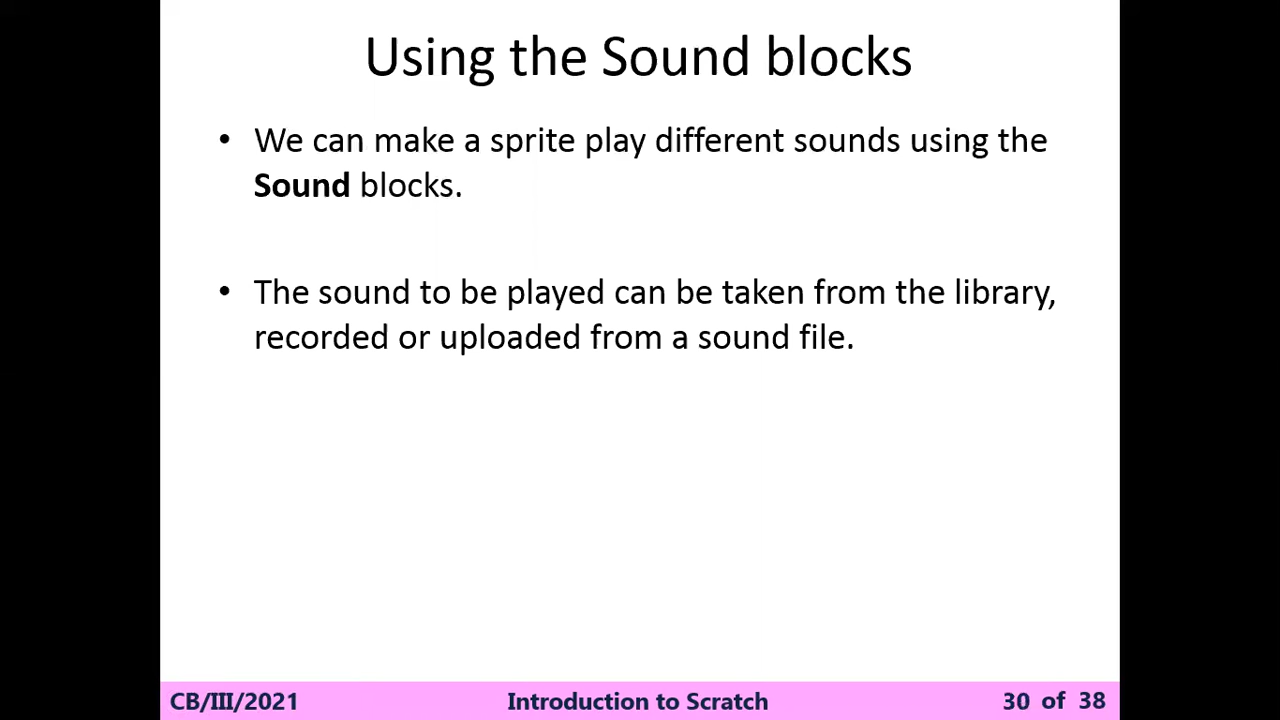 Using the Sound blocks
• We can make a sprite play different sounds using the
Sound blocks.
• The sound to be played can be taken from the library,
recorded or uploaded from a sound file.
CB/III/2021 Introduction to Scratch 30 of 38